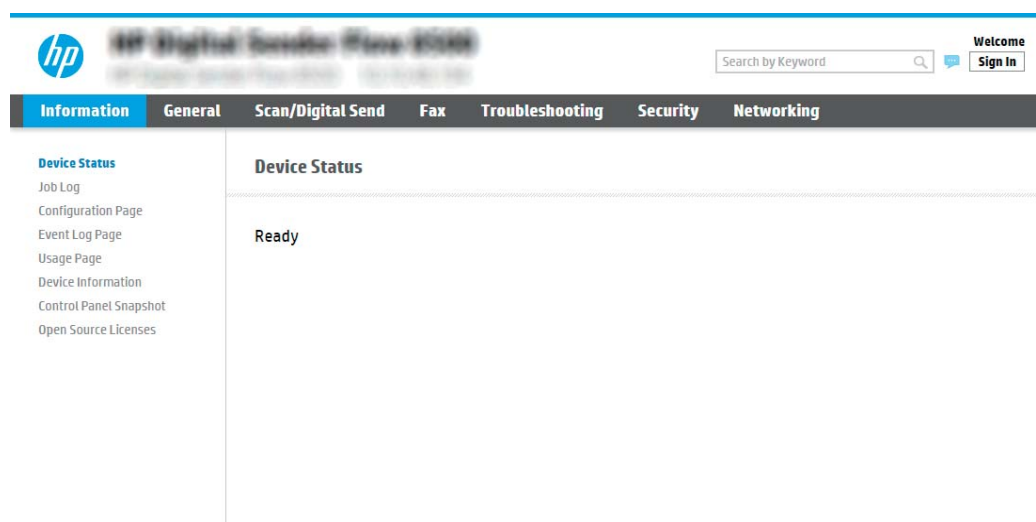 hp
Welcome
Search by Keyword
Sign In
Information General Scan/Digital Send Fax Troubleshooting Security Networking
Device Status
Job Log
Configuration Page
Event Log Page
Usage Page
Device Information
Control Panel Snapshot
Open Source Licenses
Device Status
Ready